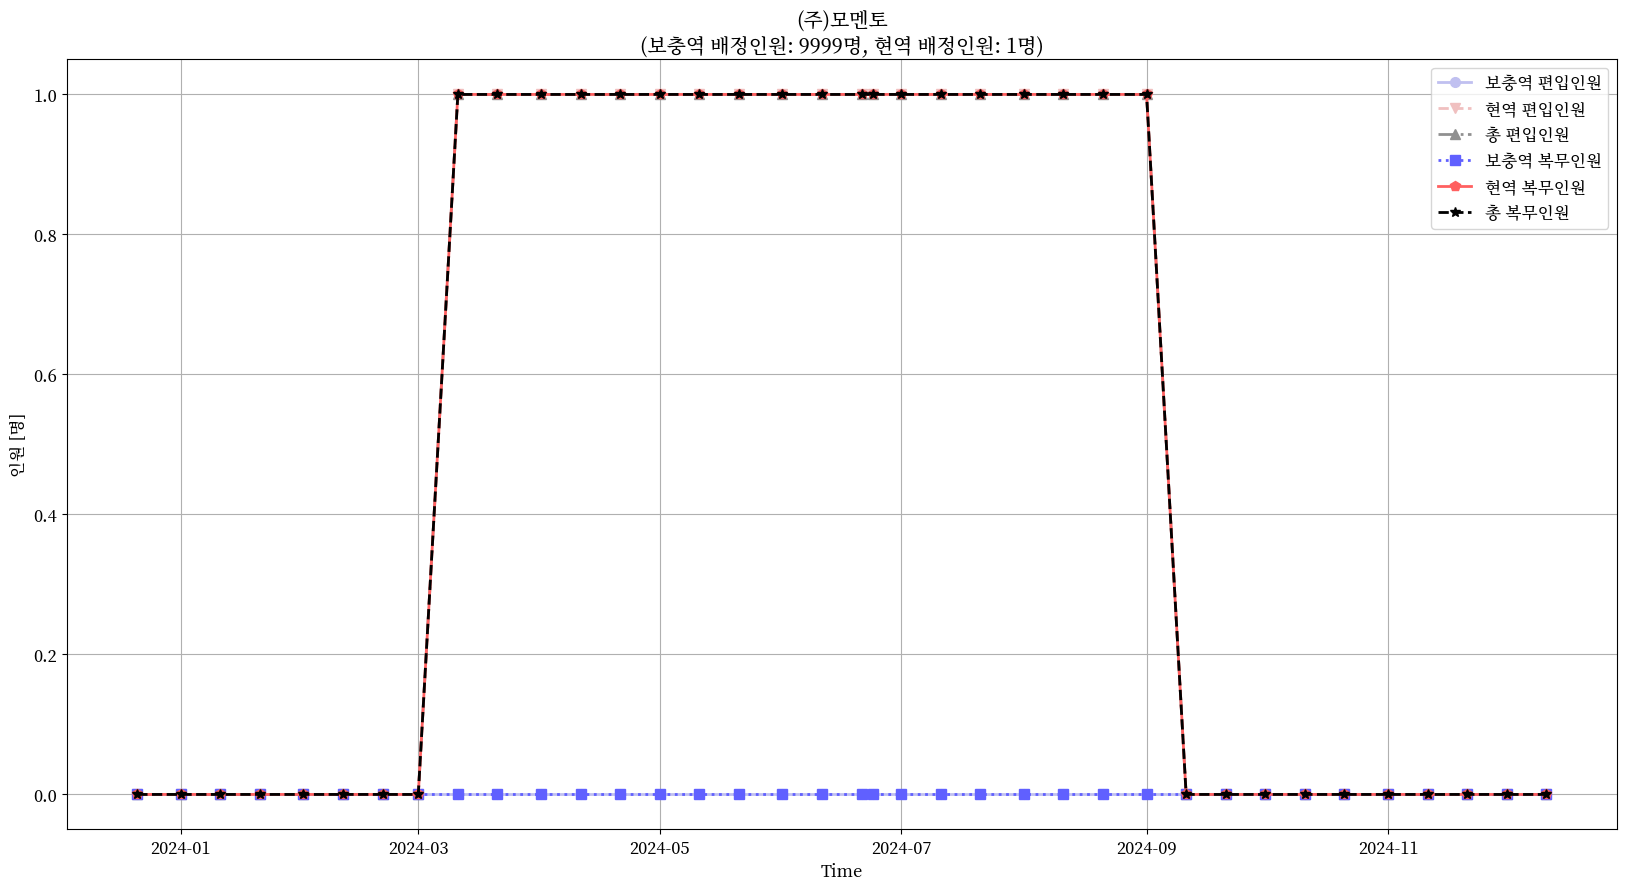 (주)모멘토
(보충역 배정인원: 9999명, 현역 배정인원: 1명)
보충역 편입인원
현역 편입인원
총 편입인원
보충역 복무인원
현역 복무인원
총 복무인원
인원 [명]
1.0
0.8
0.6
0.4
0.2
0.0
2024-01
2024-03
2024-05
2024-07
2024-09
2024-11
Time